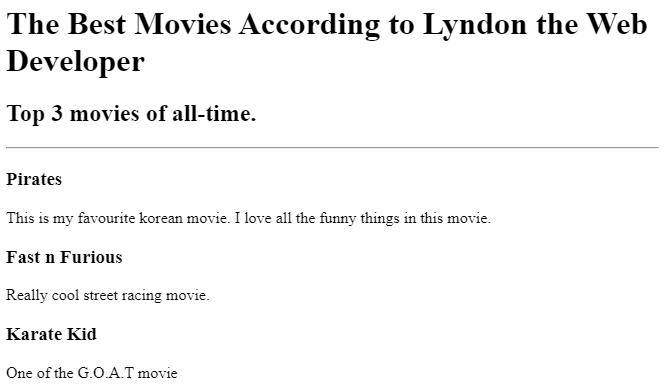 The Best Movies According to Lyndon the Web
Developer
Top 3 movies of all-time.
Pirates
This is my favourite korean movie. I love all the funny things in this movie.
Fast n Furious
Really cool street racing movie.
Karate Kid
One of the G.O.A.T movie